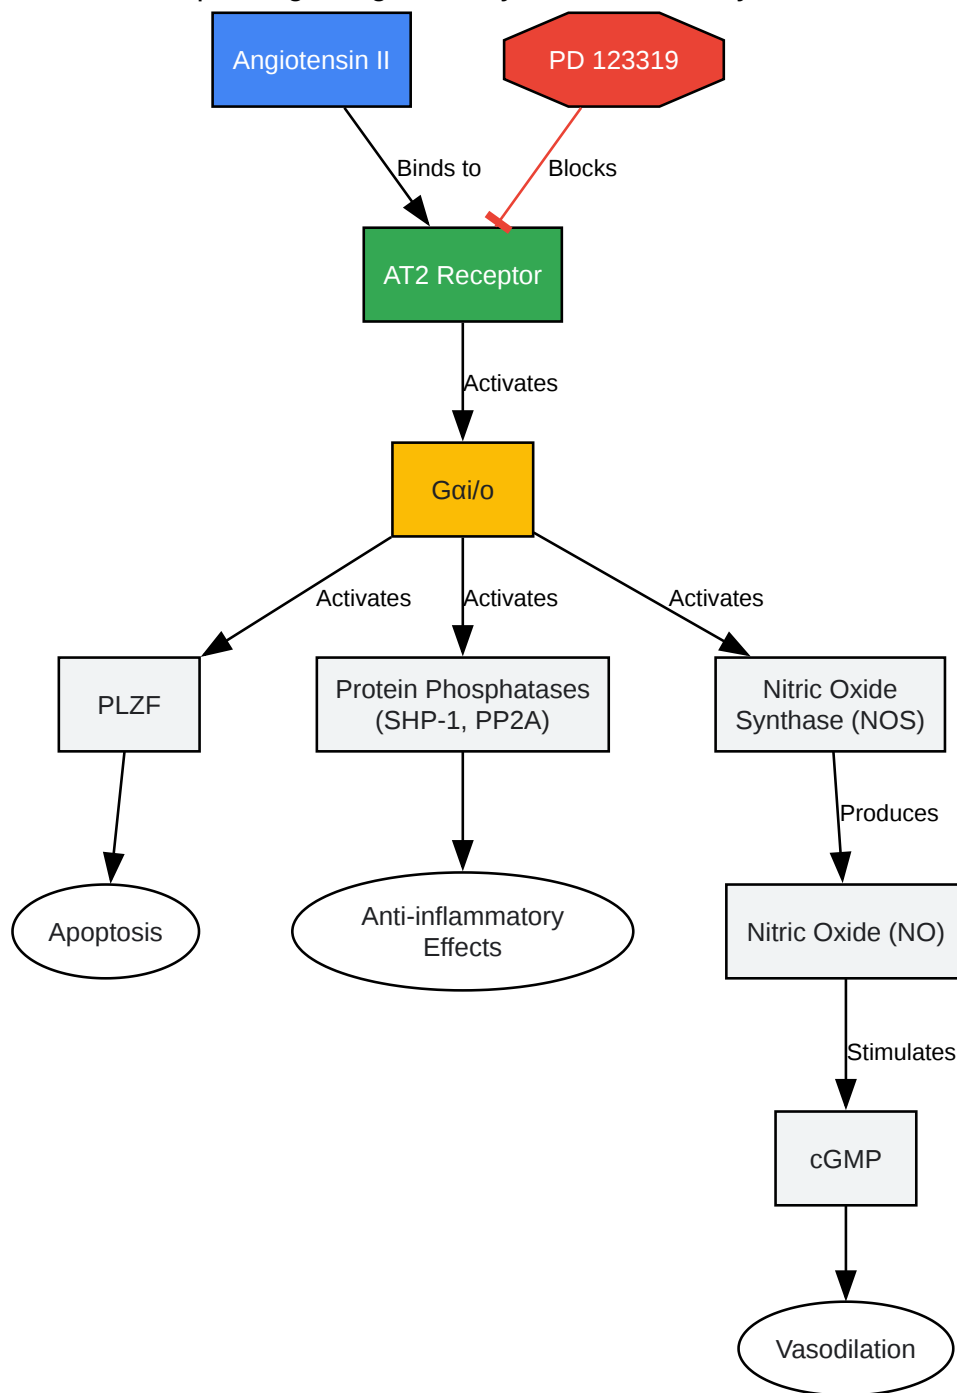 Angiotensin II
PD 123319
Binds to
Blocks
AT2 Receptor
Activates
Gαi/o
Activates
Activates
Activates
PLZF
Protein Phosphatases
(SHP-1, PP2A)
Nitric Oxide
Synthase (NOS)
Produces
Apoptosis
Anti-inflammatory
Effects
Nitric Oxide (NO)
Stimulates
cGMP
Vasodilation